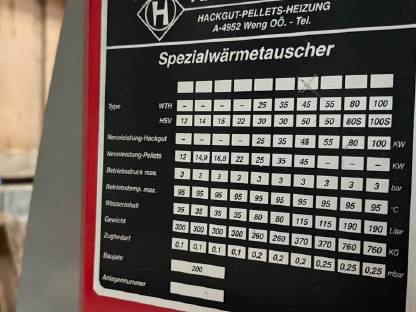 H
HACKGUT-PELLETS-HEIZUNG
A-4952 Weng OÖ. - Tel.
Spezialwärmetauscher
Type WTH – – – – 25 35 45 55 80 100
HSV 12 14 15 22 30 30 50 50 80S 100S
Nennleistung-Hackgut – – – – 25 35 45 55 80 100 KW
Nennleistung-Pellets 12 14,9 16,8 22 25 35 45 – – – KW
Betriebsdruck max. 3 3 3 3 3 3 3 3 3 3 bar
Betriebstemp. max. 95 95 95 95 95 95 95 95 95 95 °C
Wasserinhalt 35 35 35 35 80 115 115 190 190 Liter
Gewicht 300 300 300 300 260 260 370 370 760 760 KG
Zugbedarf 0,1 0,1 0,1 0,2 0,2 0,2 0,2 0,25 0,25 0,25 mbar
Baujahr 200
Anlagennummer